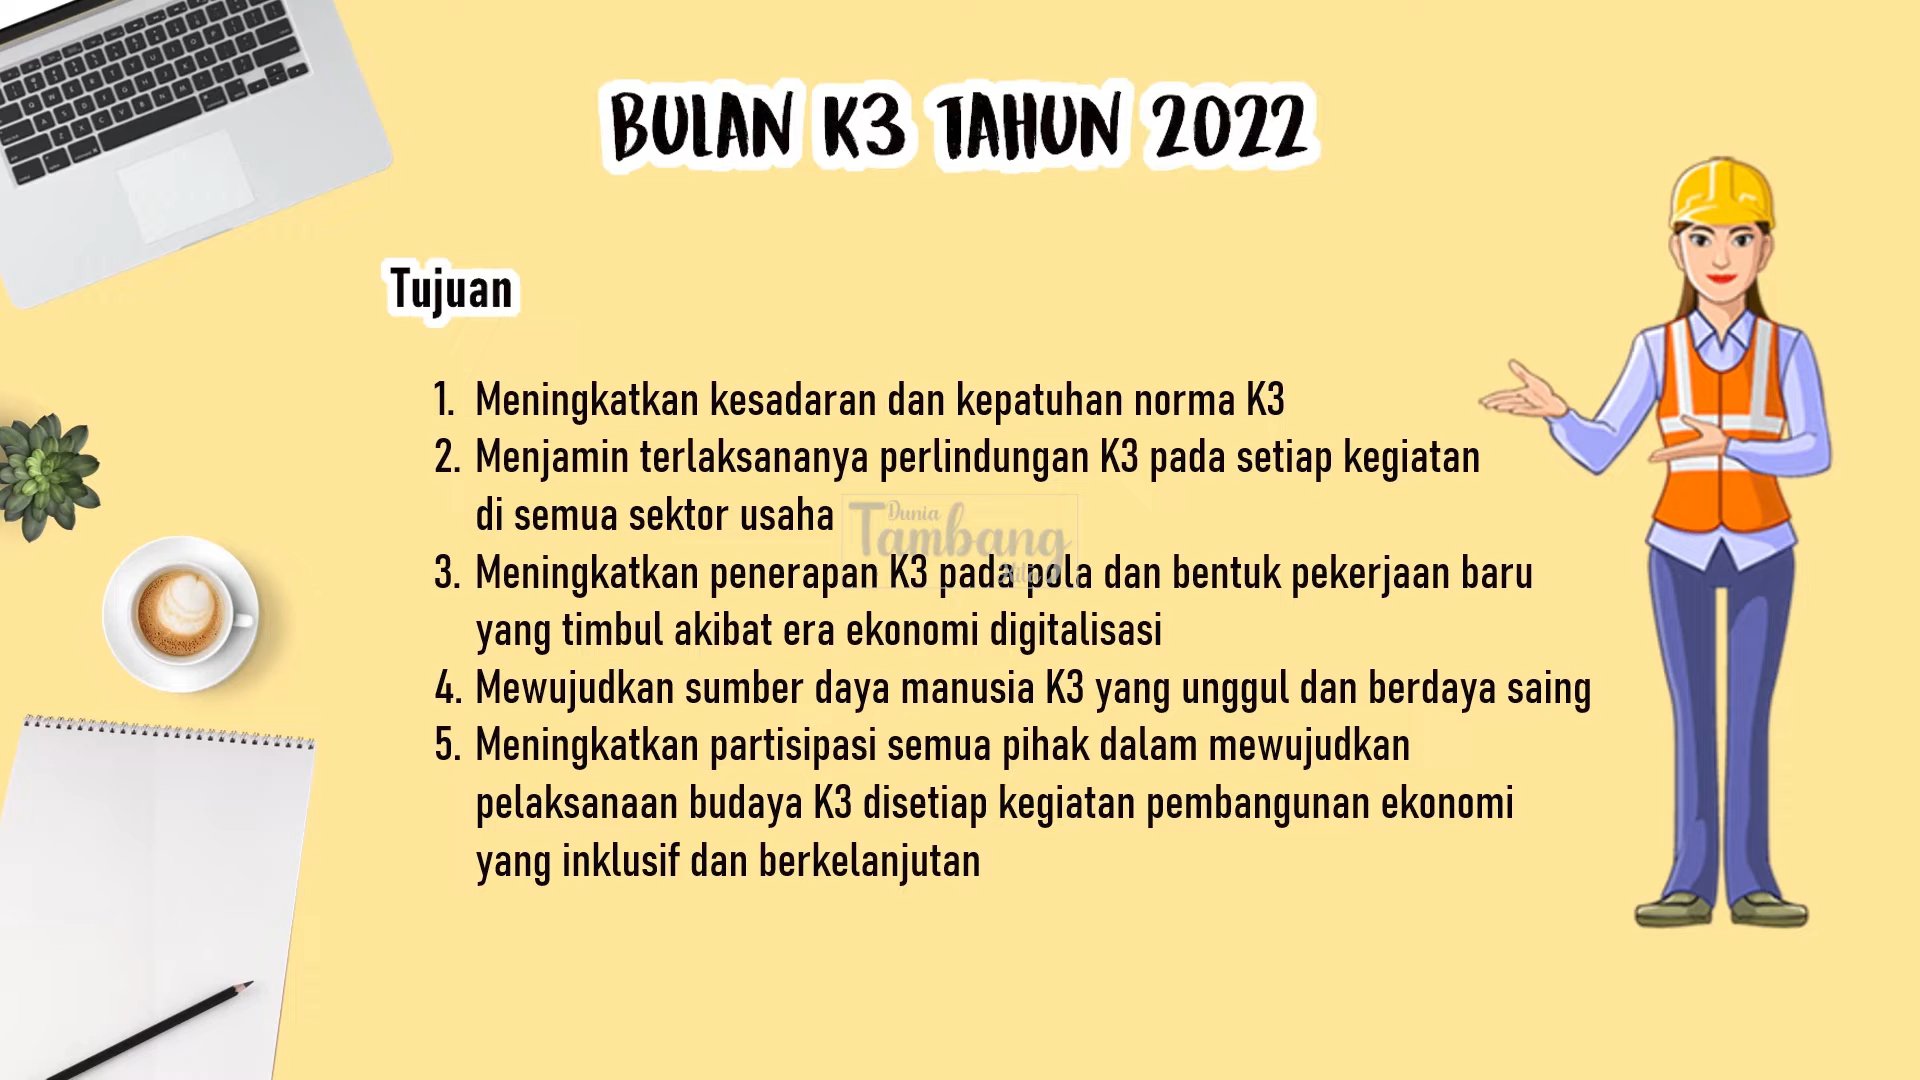 BULAN K3 TAHUN 2022
Tujuan
1. Meningkatkan kesadaran dan kepatuhan norma K3
2. Menjamin terlaksananya perlindungan K3 pada setiap kegiatan
di semua sektor usaha
Dunia
Tambang
Kita
3. Meningkatkan penerapan K3 pada pola dan bentuk pekerjaan baru
yang timbul akibat era ekonomi digitalisasi
4. Mewujudkan sumber daya manusia K3 yang unggul dan berdaya saing
5. Meningkatkan partisipasi semua pihak dalam mewujudkan
pelaksanaan budaya K3 disetiap kegiatan pembangunan ekonomi
yang inklusif dan berkelanjutan